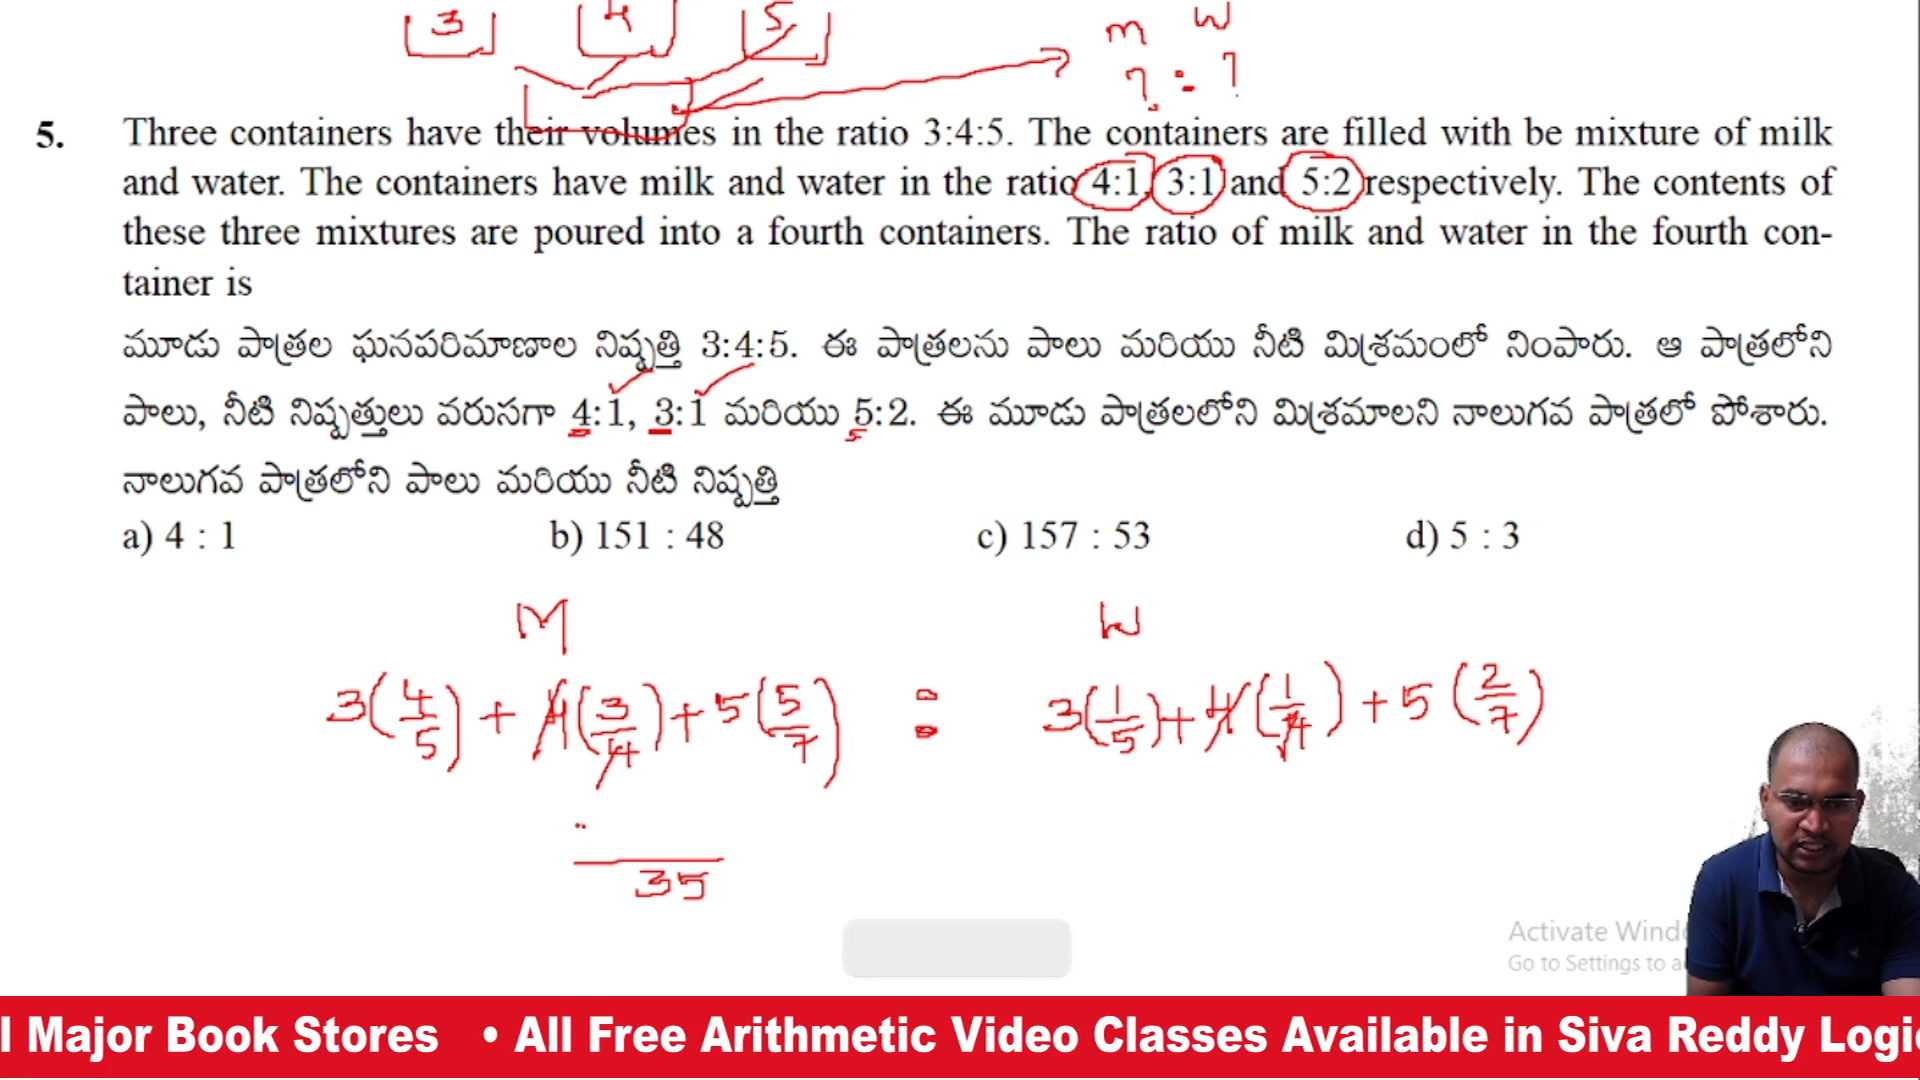 3 4 5 m W
? : ?
5. Three containers have their volumes in the ratio 3:4:5. The containers are filled with be mixture of milk
and water. The containers have milk and water in the ratio 4:1, 3:1 and 5:2 respectively. The contents of
these three mixtures are poured into a fourth containers. The ratio of milk and water in the fourth con-
tainer is
మూడు పాత్రల ఘనపరిమాణాల నిష్పత్తి 3:4:5. ఈ పాత్రలను పాలు మరియు నీటి మిశ్రమంలో నింపారు. ఆ పాత్రలోని
పాలు, నీటి నిష్పత్తులు వరుసగా 4:1, 3:1 మరియు 5:2. ఈ మూడు పాత్రలలోని మిశ్రమాలని నాలుగవ పాత్రలో పోశారు.
నాలుగవ పాత్రలోని పాలు మరియు నీటి నిష్పత్తి
a) 4 : 1 b) 151 : 48 c) 157 : 53 d) 5 : 3
M W
3(4/5) + 4(3/4) + 5(5/7) : 3(1/5) + 4(1/4) + 5(2/7)
35
Activate Wind
Go to Settings to a
l Major Book Stores • All Free Arithmetic Video Classes Available in Siva Reddy Logi